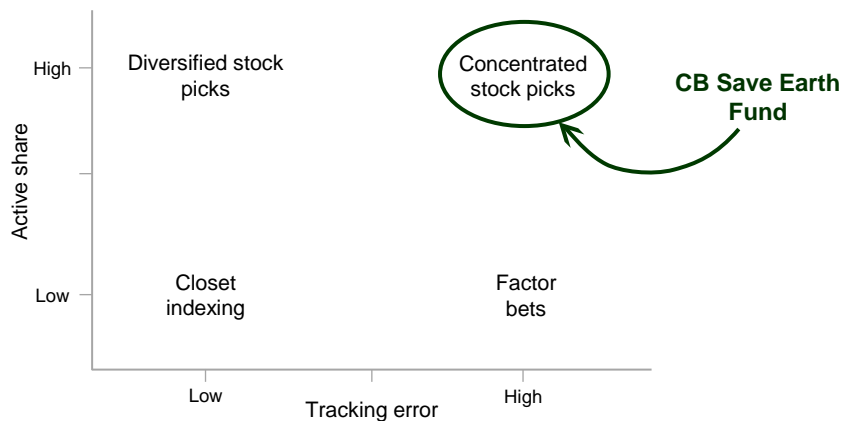 High
Diversified stock
picks
Concentrated
stock picks
CB Save Earth
Fund
Active share
Low
Closet
indexing
Factor
bets
Low
High
Tracking error